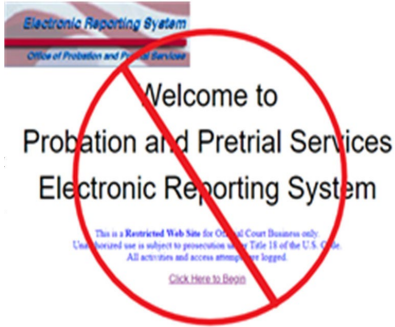 Electronic Reporting System
Office of Probation and Pretrial Services
Welcome to
Probation and Pretrial Services
Electronic Reporting System
This is a Restricted Web Site for Official Court Business only.
Unauthorized use is subject to prosecution under Title 18 of the U.S. Code.
All activities and access attempts are logged.
Click Here to Begin